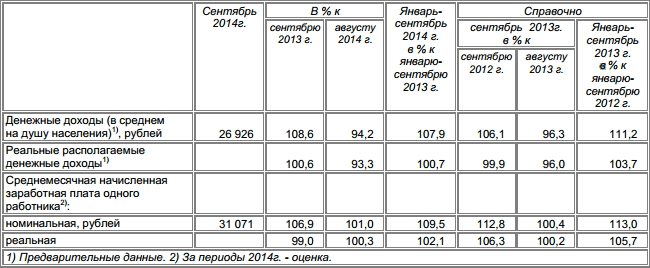 Сентябрь 2014г.
В % к
Январь-сентябрь 2014 г. в % к январю-сентябрю 2013 г.
Справочно
сентябрю 2013 г.
августу 2014 г.
сентябрь 2013г. в % к
Январь-сентябрь 2013 г. в % к январю-сентябрю 2012 г.
сентябрю 2012 г.
августу 2013 г.
Денежные доходы (в среднем
на душу населения)1), рублей 26 926 108,6 94,2 107,9 106,1 96,3 111,2
Реальные располагаемые
денежные доходы1) 100,6 93,3 100,7 99,9 96,0 103,7
Среднемесячная начисленная
заработная плата одного
работника2):
номинальная, рублей 31 071 106,9 101,0 109,5 112,8 100,4 113,0
реальная 99,0 100,3 102,1 106,3 100,2 105,7
1) Предварительные данные. 2) За периоды 2014г. - оценка.